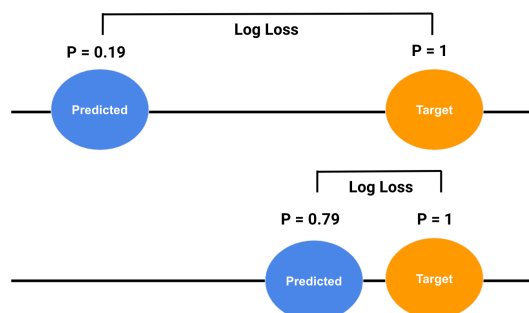 Log Loss
P = 0.19
P = 1
Predicted
Target
Log Loss
P = 0.79
P = 1
Predicted
Target